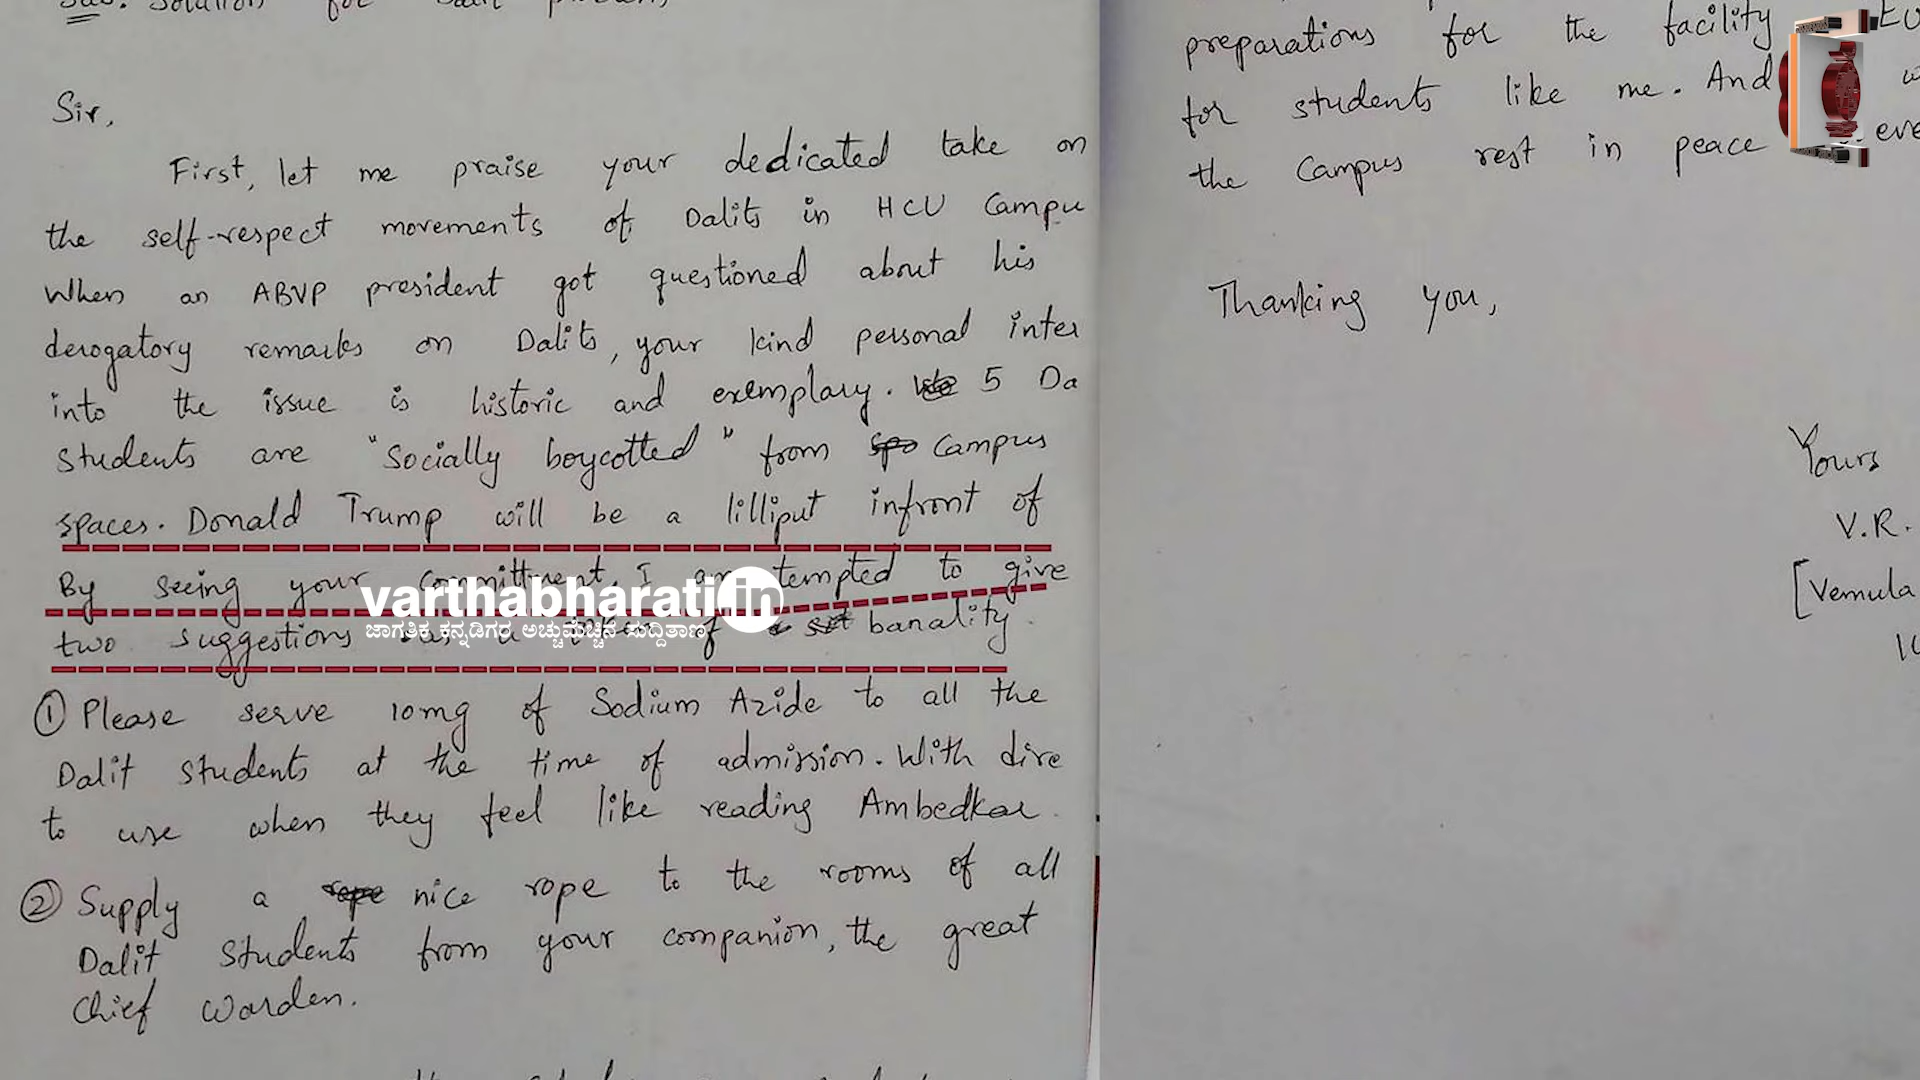 Sub: Solution for Dalit problem
Sir,
First, let me praise your dedicated take on
the self-respect movements of Dalits in HCU Campu
When an ABVP president got questioned about his
derogatory remarks on Dalits, your kind personal inter
into the issue is historic and exemplary. 5 Da
students are "Socially boycotted" from Campus
spaces. Donald Trump will be a lilliput infront of
By seeing your Committment, I am tempted to give
two suggestions of banality.
① Please serve 10mg of Sodium Azide to all the
Dalit students at the time of admission. With dire
to use when they feel like reading Ambedkar.
② Supply a nice rope to the rooms of all
Dalit students from your companion, the great
Chief Warden.
varthabharati.in
ಜಾಗತಿಕ ಕನ್ನಡಿಗರ ಅಚ್ಚುಮೆಚ್ಚಿನ ಸುದ್ದಿತಾಣ
preparations for the facility
for students like me. And
the Campus rest in peace
Thanking you,
Yours
V.R.
[Vemula